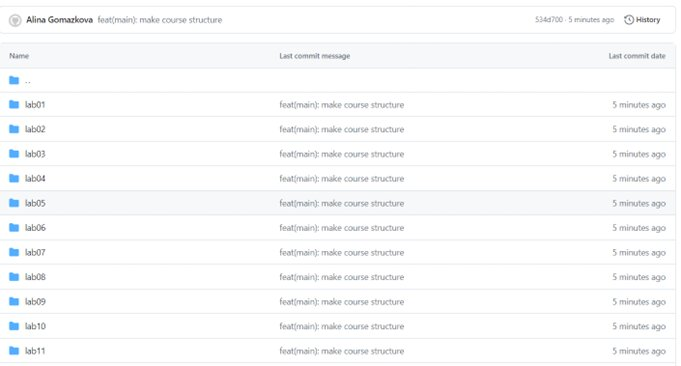 Alina Gomazkova feat(main): make course structure 534d700 · 5 minutes ago History
Name Last commit message Last commit date
..
lab01 feat(main): make course structure 5 minutes ago
lab02 feat(main): make course structure 5 minutes ago
lab03 feat(main): make course structure 5 minutes ago
lab04 feat(main): make course structure 5 minutes ago
lab05 feat(main): make course structure 5 minutes ago
lab06 feat(main): make course structure 5 minutes ago
lab07 feat(main): make course structure 5 minutes ago
lab08 feat(main): make course structure 5 minutes ago
lab09 feat(main): make course structure 5 minutes ago
lab10 feat(main): make course structure 5 minutes ago
lab11 feat(main): make course structure 5 minutes ago